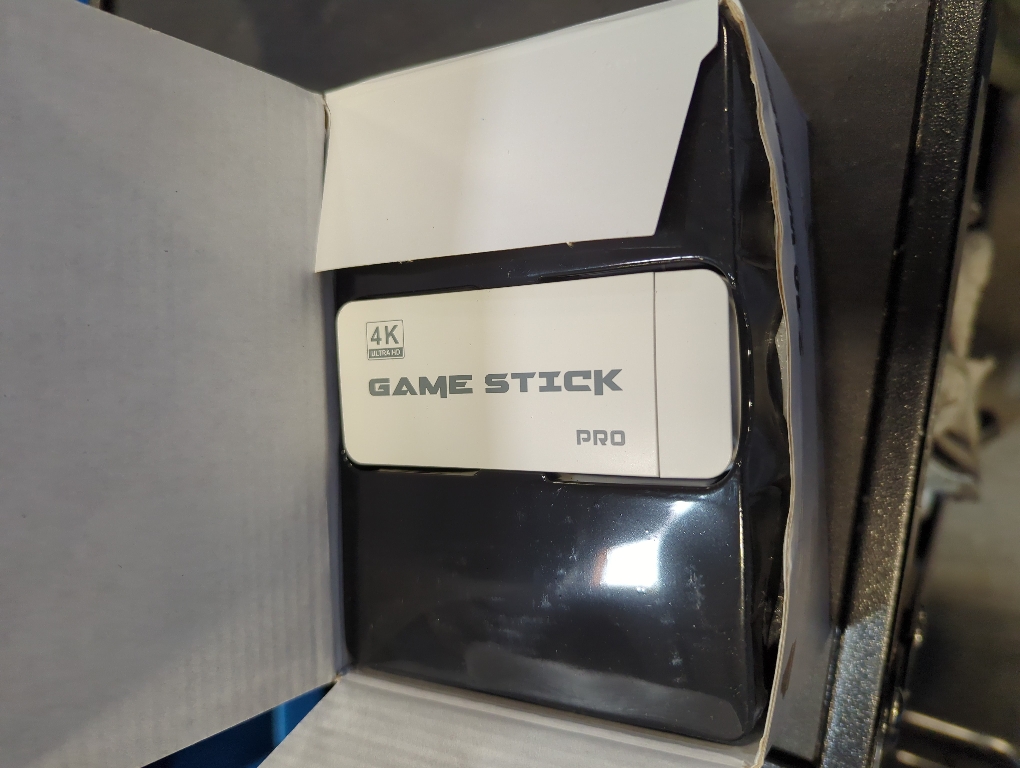 4K
ULTRA HD
GAME STICK
PRO